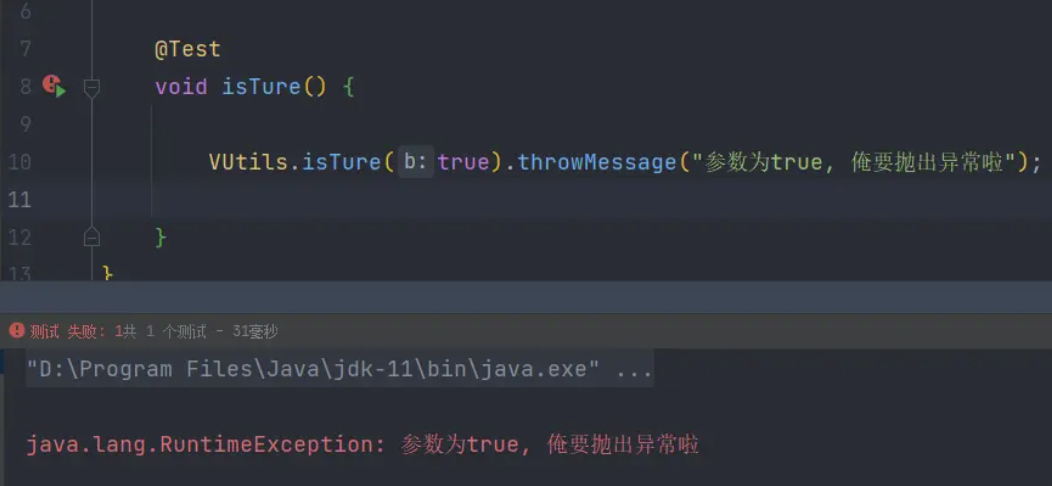 6
7 @Test
8 void isTure() {
9
10 VUtils.isTure( b: true).throwMessage("参数为true, 俺要抛出异常啦");
11
12 }
13 }
测试 失败: 1共 1 个测试 - 31毫秒
"D:\Program Files\Java\jdk-11\bin\java.exe" ...
java.lang.RuntimeException: 参数为true, 俺要抛出异常啦